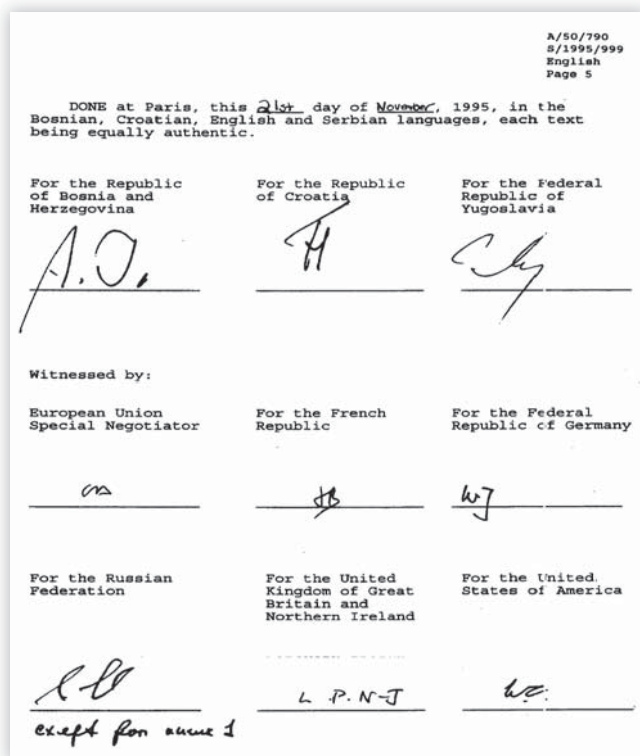 A/50/790
S/1995/999
English
Page 5
DONE at Paris, this 21st day of November, 1995, in the
Bosnian, Croatian, English and Serbian languages, each text
being equally authentic.
For the Republic
of Bosnia and
Herzegovina
For the Republic
of Croatia
For the Federal
Republic of
Yugoslavia
A.I.
Witnessed by:
European Union
Special Negotiator
For the French
Republic
For the Federal
Republic of Germany
WJ
For the Russian
Federation
For the United
Kingdom of Great
Britain and
Northern Ireland
For the United
States of America
L.P.N-J
W.C.
exept for annexe 1